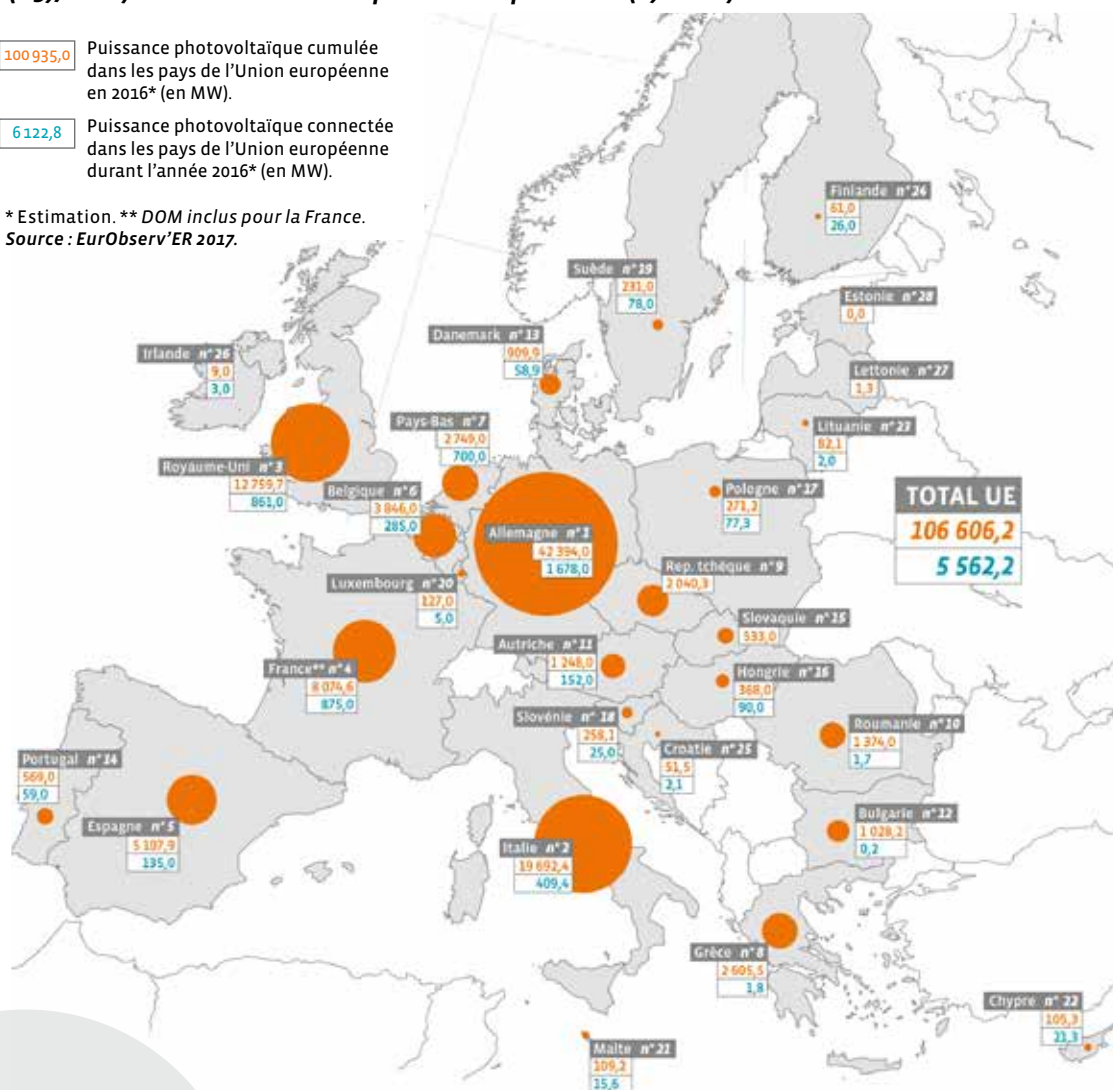 100 935,0
Puissance photovoltaïque cumulée
dans les pays de l’Union européenne
en 2016* (en MW).
6 122,8
Puissance photovoltaïque connectée
dans les pays de l’Union européenne
durant l’année 2016* (en MW).
* Estimation. ** DOM inclus pour la France.
Source : EurObserv’ER 2017.
Finlande n° 24
61,0
26,0
Suède n° 19
231,0
78,0
Estonie n° 28
0,0
Danemark n° 13
909,9
58,9
Irlande n° 26
9,0
3,0
Lettonie n° 27
1,3
Pays-Bas n° 7
2 749,0
700,0
Lituanie n° 23
82,1
2,0
Royaume-Uni n° 3
12 759,7
861,0
Belgique n° 6
3 846,0
285,0
Pologne n° 17
271,2
77,3
TOTAL UE
106 606,2
5 562,2
Allemagne n° 1
42 394,0
1 678,0
Rep. tchèque n° 9
2 040,3
Luxembourg n° 20
127,0
5,0
Slovaquie n° 15
533,0
Autriche n° 11
1 248,0
152,0
France** n° 4
8 074,6
875,0
Hongrie n° 16
368,0
90,0
Slovénie n° 18
258,1
25,0
Roumanie n° 10
1 374,0
1,7
Croatie n° 25
51,5
2,1
Portugal n° 14
569,0
59,0
Espagne n° 5
5 107,9
135,0
Bulgarie n° 12
1 028,2
0,2
Italie n° 2
19 692,4
409,4
Grèce n° 8
2 605,5
1,8
Chypre n° 22
105,3
21,3
Malte n° 21
109,2
15,6